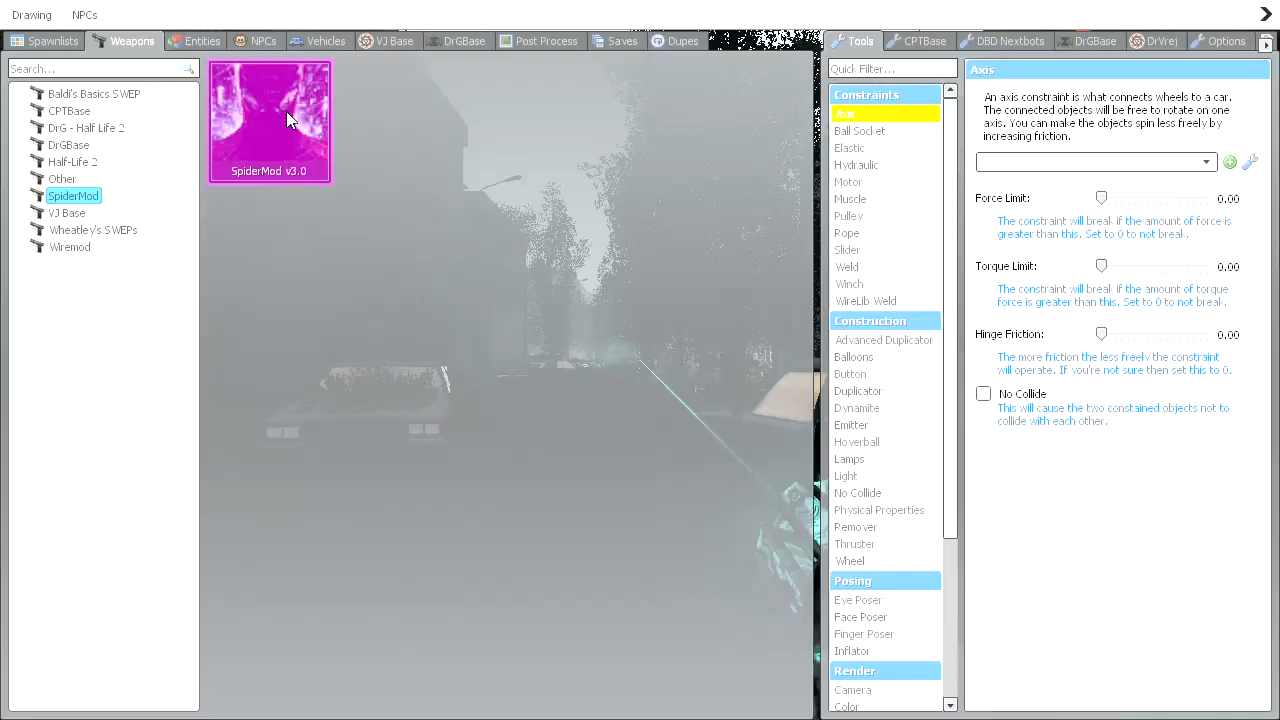 Drawing NPCs
Spawnlists Weapons Entities NPCs Vehicles VJ Base DrGBase Post Process Saves Dupes
Tools CPTBase DBD Nextbots DrGBase DrVrej Options
Search...
Baldi's Basics SWEP
CPTBase
DrG - Half Life 2
DrGBase
Half-Life 2
Other
SpiderMod
VJ Base
Wheatley's SWEPs
Wiremod
SpiderMod v3.0
Quick Filter...
Constraints
Axis
Ball Socket
Elastic
Hydraulic
Motor
Muscle
Pulley
Rope
Slider
Weld
Winch
WireLib Weld
Construction
Advanced Duplicator
Balloons
Button
Duplicator
Dynamite
Emitter
Hoverball
Lamps
Light
No Collide
Physical Properties
Remover
Thruster
Wheel
Posing
Eye Poser
Face Poser
Finger Poser
Inflator
Render
Camera
Color
Axis
An axis constraint is what connects wheels to a car.
The connected objects will be free to rotate on one
axis. You can make the objects spin less freely by
increasing friction.
Force Limit: 0.00
The constraint will break if the amount of force is
greater than this. Set to 0 to not break.
Torque Limit: 0.00
The constraint will break if the amount of torque
force is greater than this. Set to 0 to not break.
Hinge Friction: 0.00
The more friction the less freely the constraint
will operate. If you're not sure then set this to 0.
No Collide
This will cause the two constained objects not to
collide with each other.